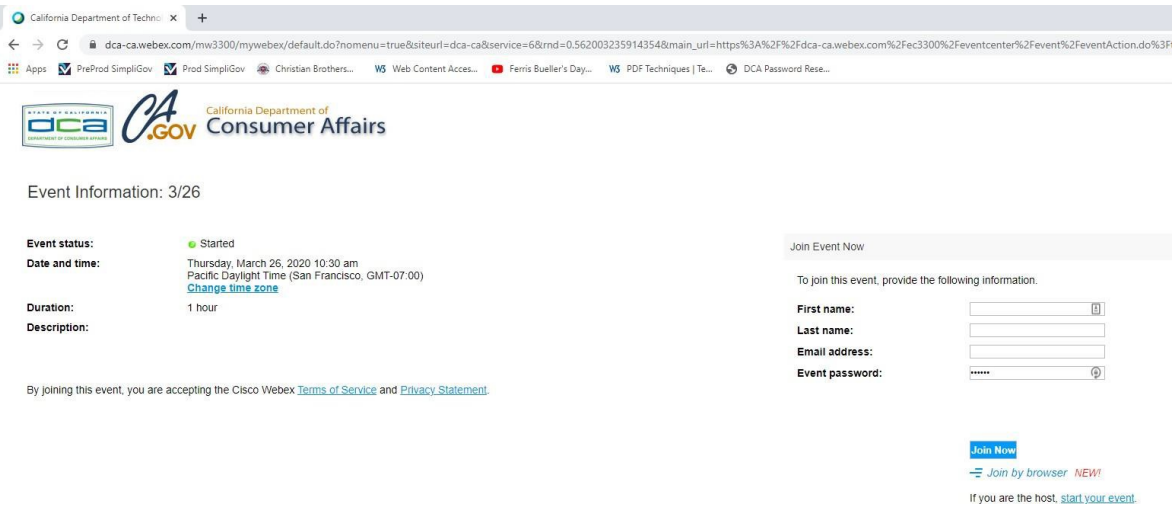 California Department of Techno
dca-ca.webex.com/mw3300/mywebex/default.do?nomenu=true&siteurl=dca-ca&service=6&rnd=0.562003235914354&main_url=https%3A%2F%2Fdca-ca.webex.com%2Fec3300%2Feventcenter%2Fevent%2FeventAction.do%3F
Apps PreProd SimpliGov Prod SimpliGov Christian Brothers... Web Content Acces... Ferris Bueller's Day... PDF Techniques | Te... DCA Password Rese...
STATE OF CALIFORNIA
dca
DEPARTMENT OF CONSUMER AFFAIRS
CA.GOV
California Department of
Consumer Affairs
Event Information: 3/26
Event status: Started
Date and time: Thursday, March 26, 2020 10:30 am
Pacific Daylight Time (San Francisco, GMT-07:00)
Change time zone
Duration: 1 hour
Description:
By joining this event, you are accepting the Cisco Webex Terms of Service and Privacy Statement.
Join Event Now
To join this event, provide the following information.
First name:
Last name:
Email address:
Event password: ••••••
Join Now
Join by browser NEW!
If you are the host, start your event.